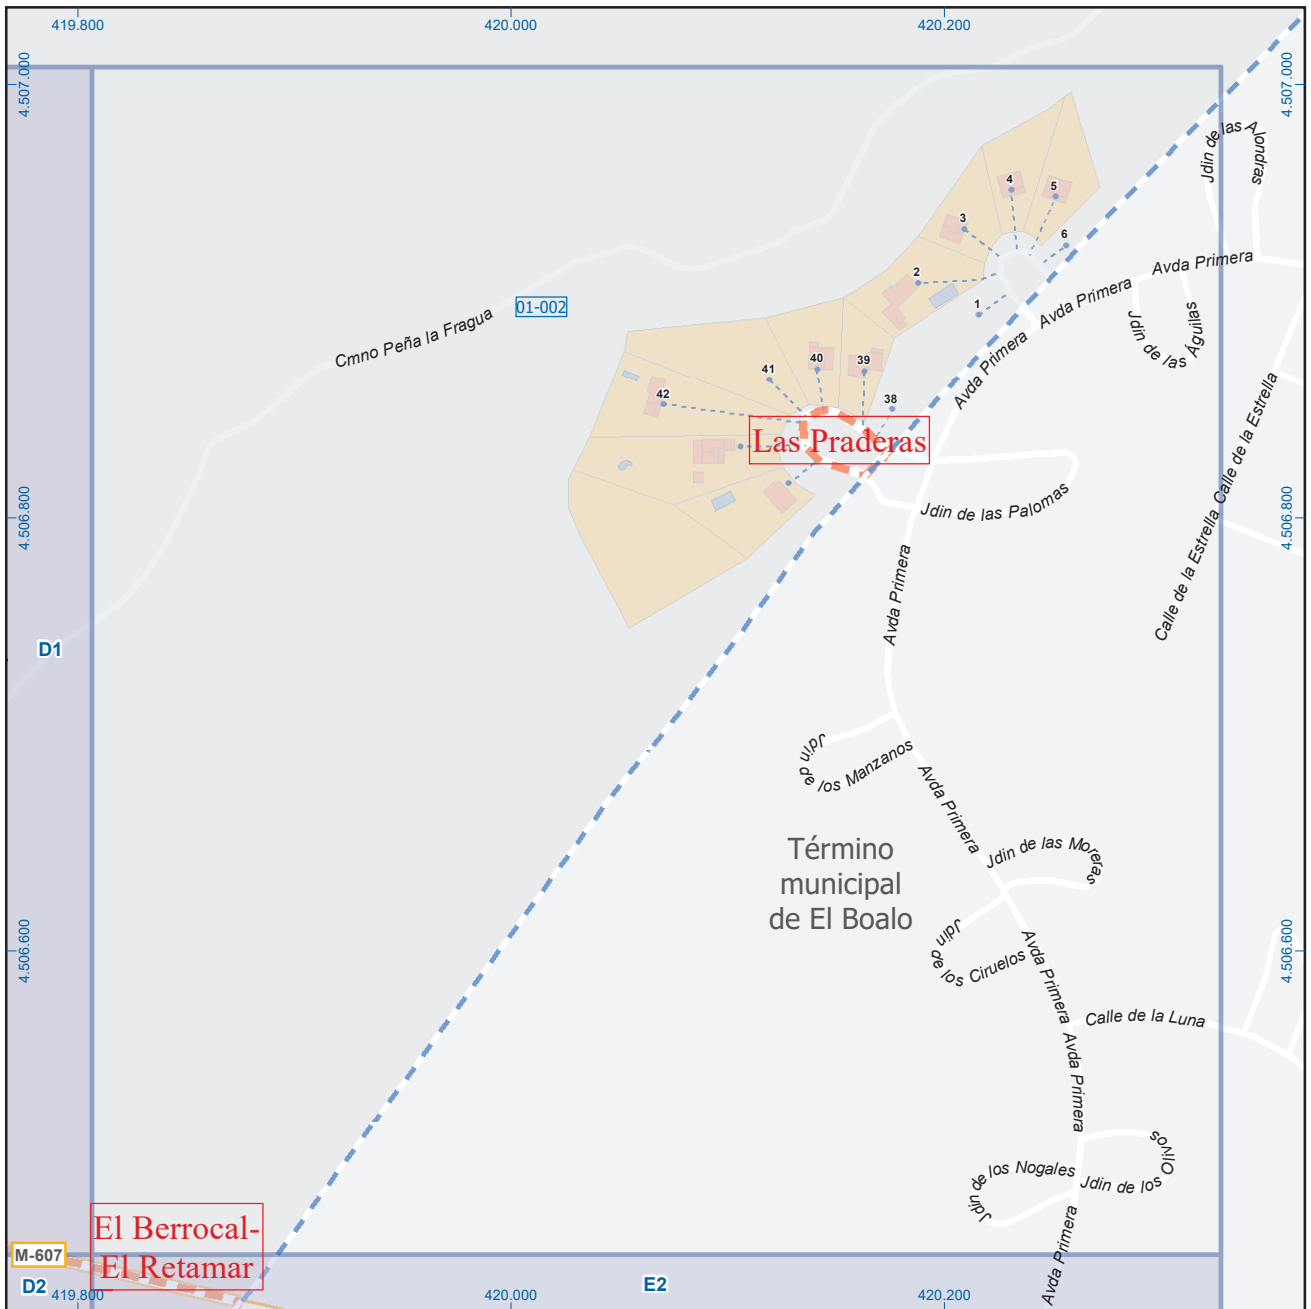 419.800
420.000
420.200
4.507.000
4.507.000
Jdin de las Alondras
4
5
3
6
2
1
Avda Primera
Avda Primera
Avda Primera
Jdin de las Águilas
01-002
Cmno Peña la Fragua
41
40
39
42
38
Las Praderas
Calle de la Estrella
Calle de la Estrella
4.506.800
4.506.800
Jdin de las Palomas
Avda Primera
D1
Jdin de los Manzanos
Avda Primera
Término
municipal
de El Boalo
Jdin de las Moreras
4.506.600
4.506.600
Jdin de los Ciruelos
Avda Primera
Calle de la Luna
Avda Primera
Jdin de los Nogales
Jdin de los Olivos
Avda Primera
El Berrocal-
El Retamar
M-607
D2
E2
419.800
420.000
420.200